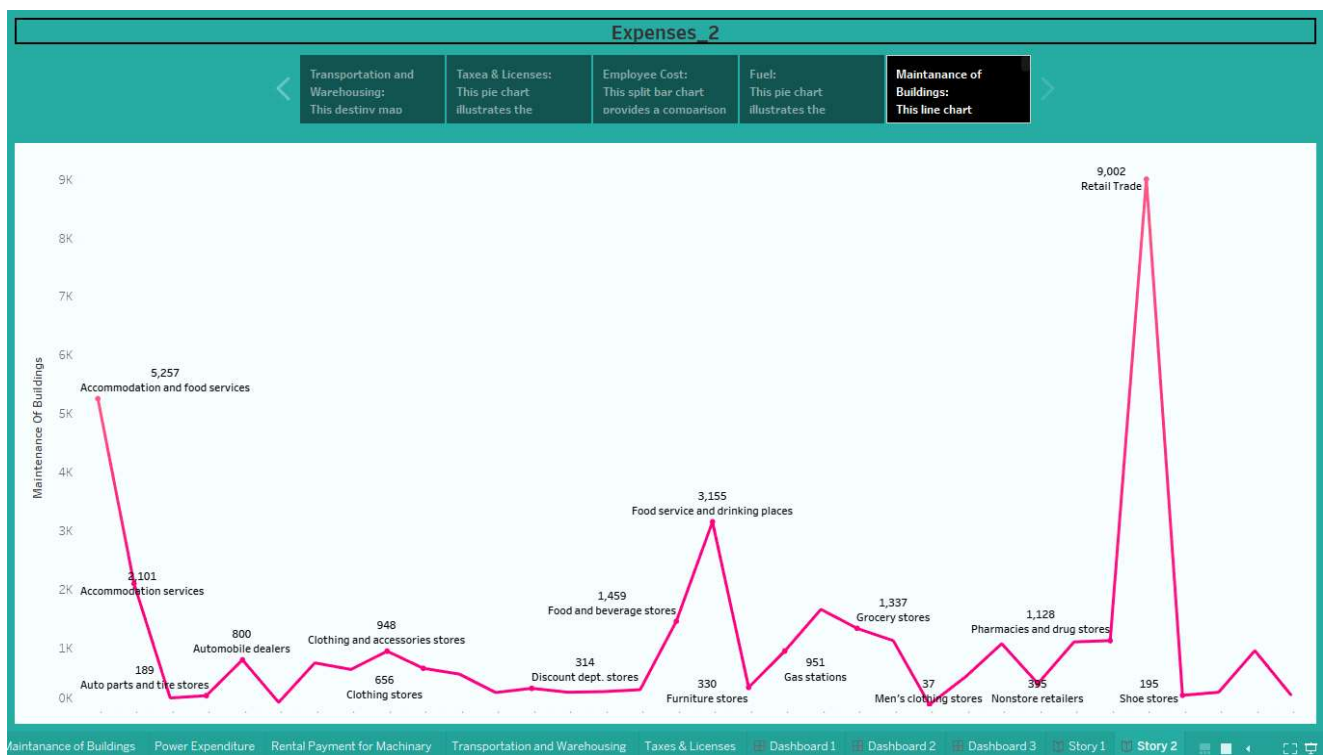 Expenses_2
Transportation and
Warehousing:
This destiny map
Taxea & Licenses:
This pie chart
illustrates the
Employee Cost:
This split bar chart
provides a comparison
Fuel:
This pie chart
illustrates the
Maintanance of
Buildings:
This line chart
Maintenance Of Buildings
9K
8K
7K
6K
5K
4K
3K
2K
1K
0K
9,002
Retail Trade
5,257
Accommodation and food services
3,155
Food service and drinking places
2,101
Accommodation services
1,459
Food and beverage stores
1,337
Grocery stores
1,128
Pharmacies and drug stores
948
Clothing and accessories stores
800
Automobile dealers
189
Auto parts and tire stores
656
Clothing stores
314
Discount dept. stores
330
Furniture stores
951
Gas stations
37
Men's clothing stores
395
Nonstore retailers
195
Shoe stores
Maintanance of Buildings Power Expenditure Rental Payment for Machinary Transportation and Warehousing Taxes & Licenses Dashboard 1 Dashboard 2 Dashboard 3 Story 1 Story 2